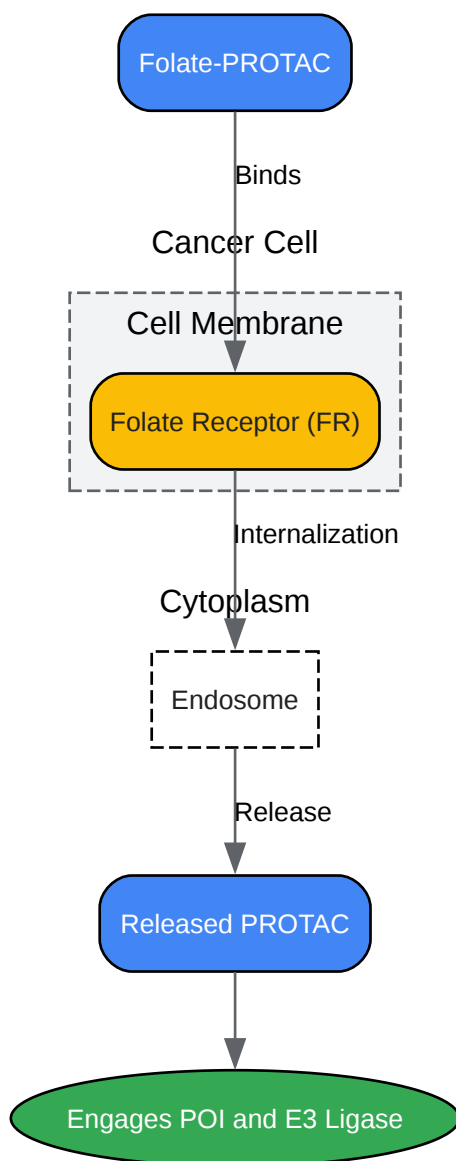 Folate-PROTAC
Binds
Cancer Cell
Cell Membrane
Folate Receptor (FR)
Internalization
Cytoplasm
Endosome
Release
Released PROTAC
Engages POI and E3 Ligase